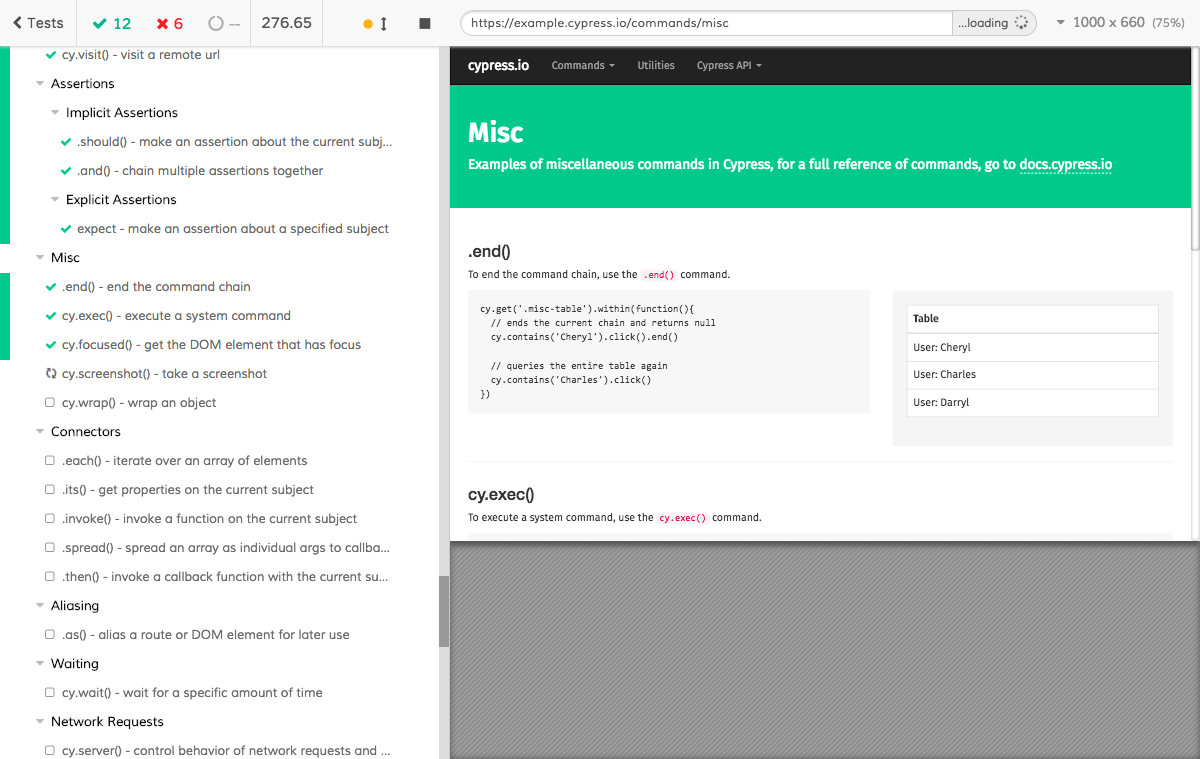 Tests 12 6 -- 276.65 https://example.cypress.io/commands/misc ...loading 1000 x 660 (75%)
cy.visit() - visit a remote url
Assertions
Implicit Assertions
.should() - make an assertion about the current subj...
.and() - chain multiple assertions together
Explicit Assertions
expect - make an assertion about a specified subject
Misc
.end() - end the command chain
cy.exec() - execute a system command
cy.focused() - get the DOM element that has focus
cy.screenshot() - take a screenshot
cy.wrap() - wrap an object
Connectors
.each() - iterate over an array of elements
.its() - get properties on the current subject
.invoke() - invoke a function on the current subject
.spread() - spread an array as individual args to callba...
.then() - invoke a callback function with the current su...
Aliasing
.as() - alias a route or DOM element for later use
Waiting
cy.wait() - wait for a specific amount of time
Network Requests
cy.server() - control behavior of network requests and ...
cypress.io Commands Utilities Cypress API
Misc
Examples of miscellaneous commands in Cypress, for a full reference of commands, go to docs.cypress.io
.end()
To end the command chain, use the .end() command.
cy.get('.misc-table').within(function(){
// ends the current chain and returns null
cy.contains('Cheryl').click().end()
// queries the entire table again
cy.contains('Charles').click()
})
Table
User: Cheryl
User: Charles
User: Darryl
cy.exec()
To execute a system command, use the cy.exec() command.